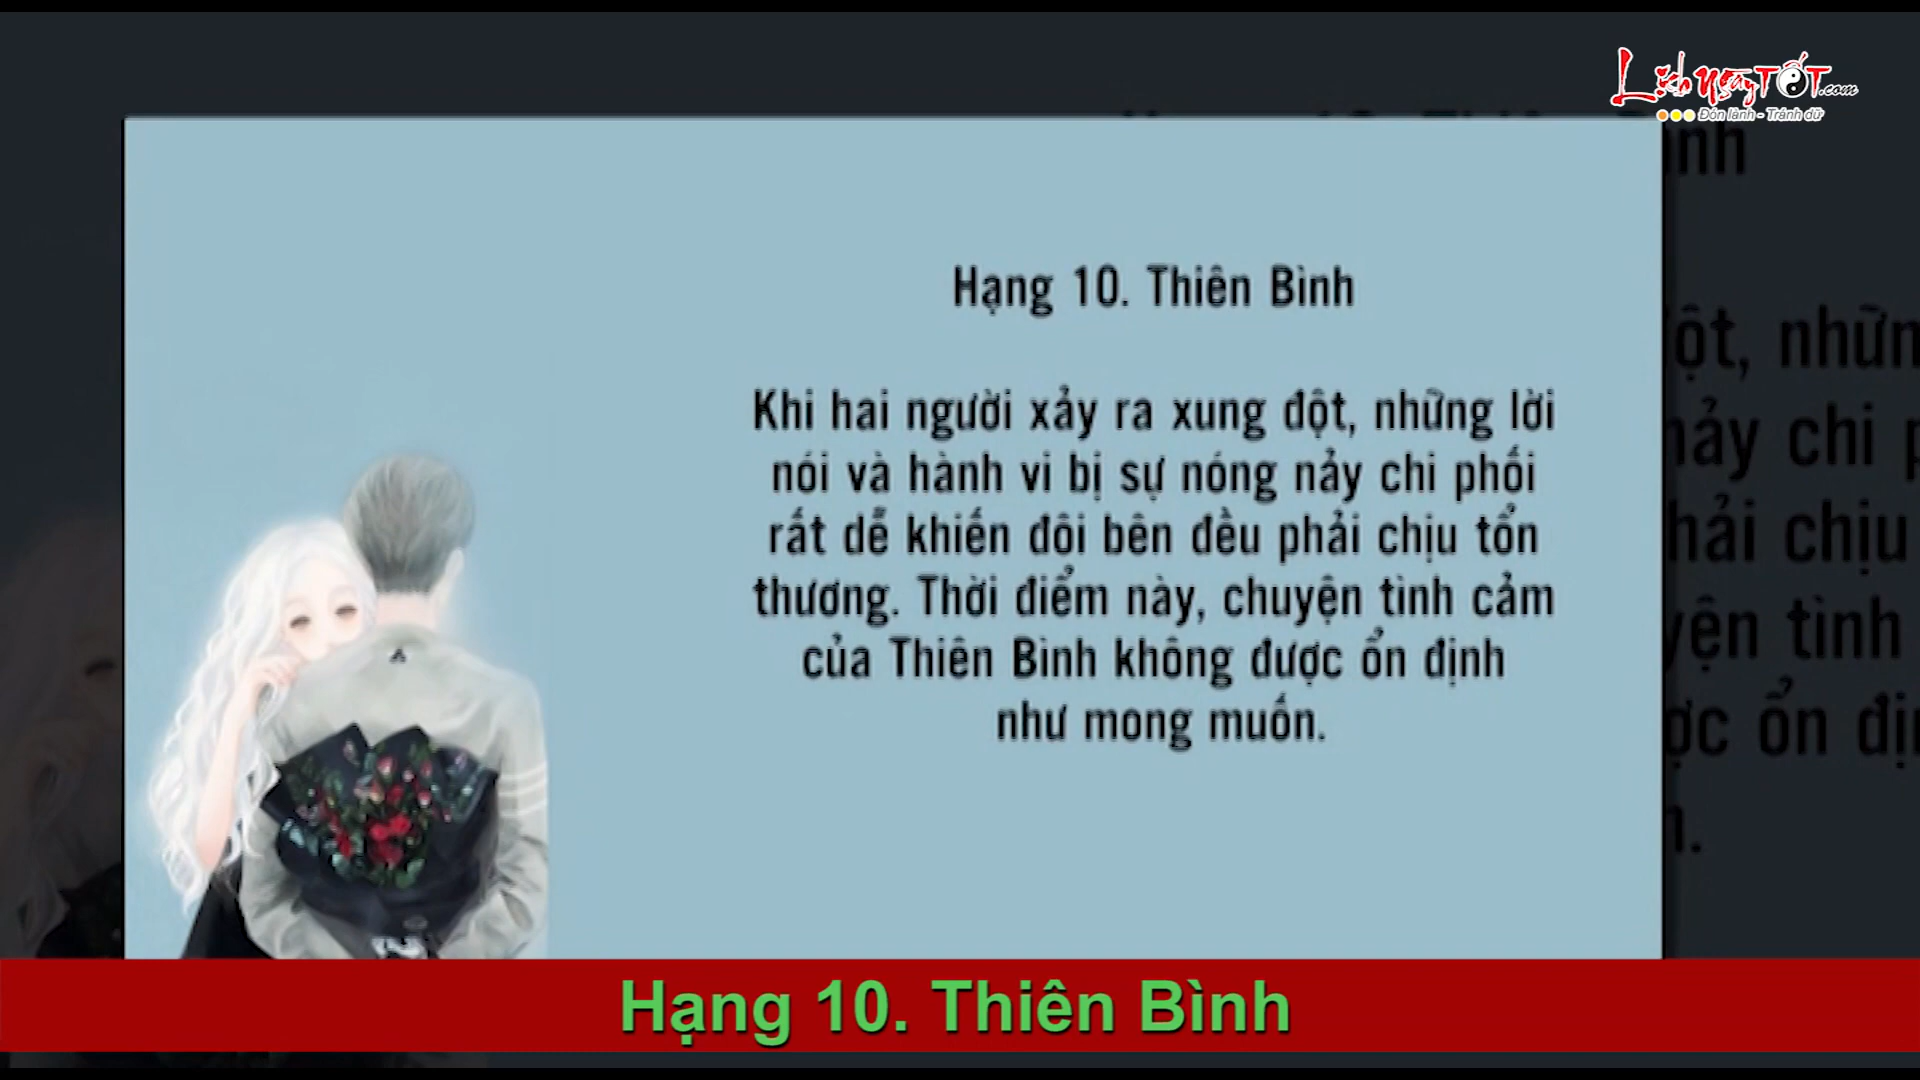 LịchNgàyTỐT.com
Đón lành - Tránh dữ
Hạng 10. Thiên Bình
Khi hai người xảy ra xung đột, những lời
nói và hành vi bị sự nóng nảy chi phối
rất dễ khiến đôi bên đều phải chịu tổn
thương. Thời điểm này, chuyện tình cảm
của Thiên Bình không được ổn định
như mong muốn.
Hạng 10. Thiên Bình